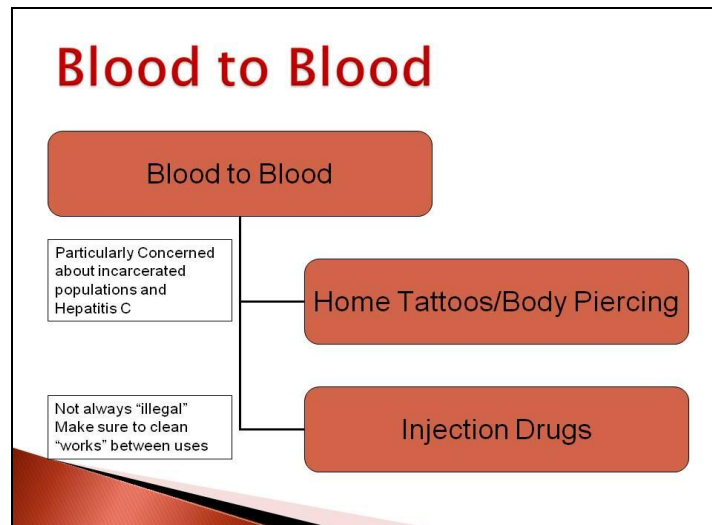 Blood to Blood
Blood to Blood
Particularly Concerned
about incarcerated
populations and
Hepatitis C
Home Tattoos/Body Piercing
Not always “illegal”
Make sure to clean
“works” between uses
Injection Drugs